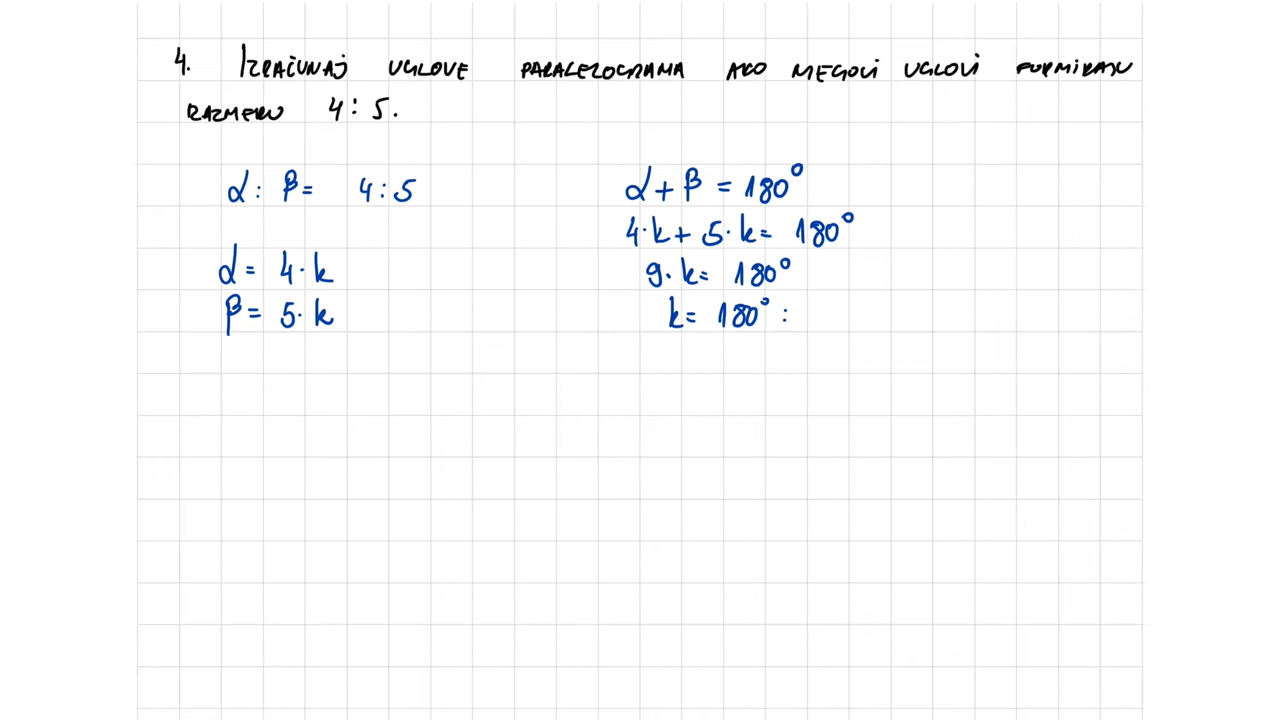 4. IZRAČUNAJ UGLOVE PARALELOGRAMA AKO NJEGOVI UGLOVI FORMIRAJU
RAZMERU 4 : 5.
α : β = 4 : 5
α = 4 · k
β = 5 · k
α + β = 180°
4 · k + 5 · k = 180°
9 · k = 180°
k = 180° :